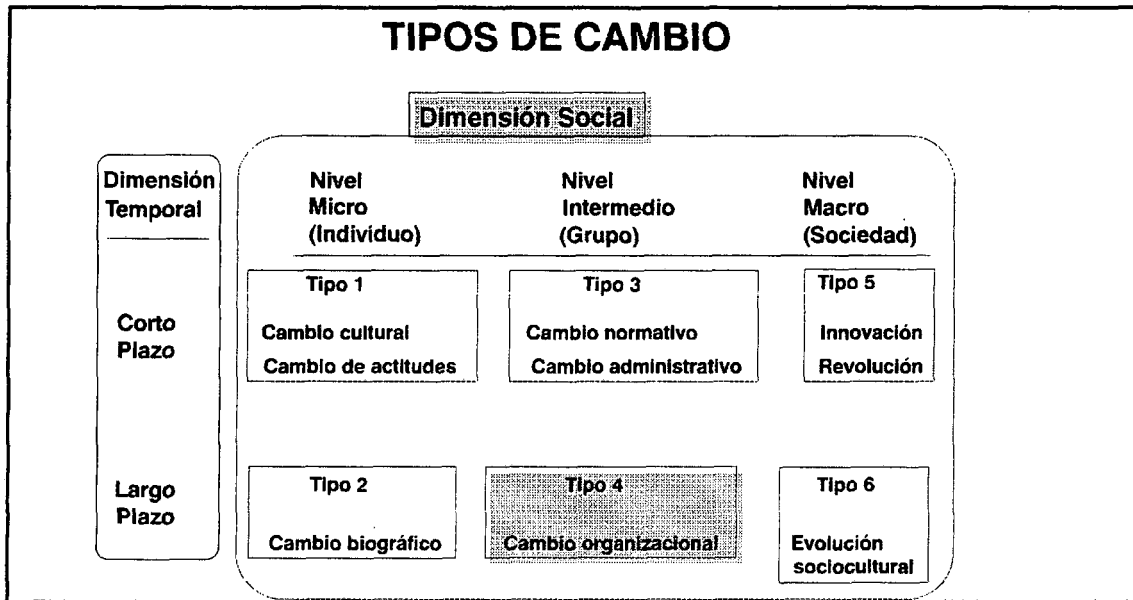 TIPOS DE CAMBIO
Dimensión Social
Dimensión
Temporal
Nivel
Micro
(Individuo)
Nivel
Intermedio
(Grupo)
Nivel
Macro
(Sociedad)
Corto
Plazo
Tipo 1
Cambio cultural
Cambio de actitudes
Tipo 3
Cambio normativo
Cambio administrativo
Tipo 5
Innovación
Revolución
Largo
Plazo
Tipo 2
Cambio biográfico
Tipo 4
Cambio organizacional
Tipo 6
Evolución
sociocultural